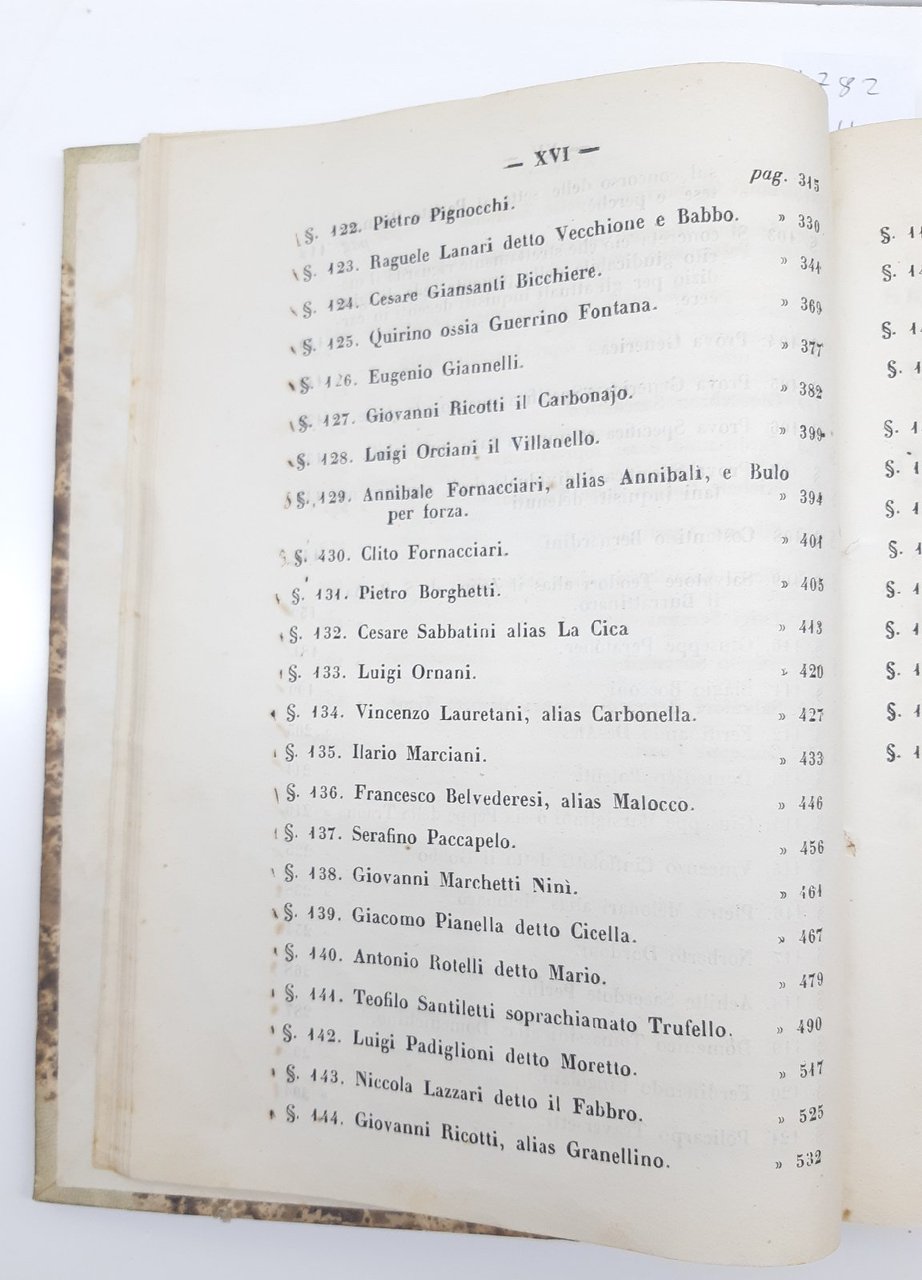 — XVI —
§. 122. Pietro Pignocchi. pag. 315
§. 123. Raguele Lanari detto Vecchione e Babbo. » 330
§. 124. Cesare Giansanti Bicchiere. » 344
§. 125. Quirino ossia Guerrino Fontana. » 369
§. 126. Eugenio Giannelli. » 377
§. 127. Giovanni Ricotti il Carbonajo. » 382
§. 128. Luigi Orciani il Villanello. » 399
§. 129. Annibale Fornacciari, alias Annibalì, e Bulo
per forza. » 394
§. 430. Clito Fornacciari. » 401
§. 131. Pietro Borghetti. » 405
§. 132. Cesare Sabbatini alias La Cica » 413
§. 133. Luigi Ornani. » 420
§. 134. Vincenzo Lauretani, alias Carbonella. » 427
§. 135. Ilario Marciani. » 433
§. 136. Francesco Belvederesi, alias Malocco. » 446
§. 137. Serafino Paccapelo. » 456
§. 138. Giovanni Marchetti Ninì. » 461
§. 139. Giacomo Pianella detto Cicella. » 467
§. 140. Antonio Rotelli detto Mario. » 479
§. 141. Teofilo Santiletti soprachiamato Trufello. » 490
§. 142. Luigi Padiglioni detto Moretto. » 517
§. 143. Niccola Lazzari detto il Fabbro. » 525
§. 144. Giovanni Ricotti, alias Granellino. » 532